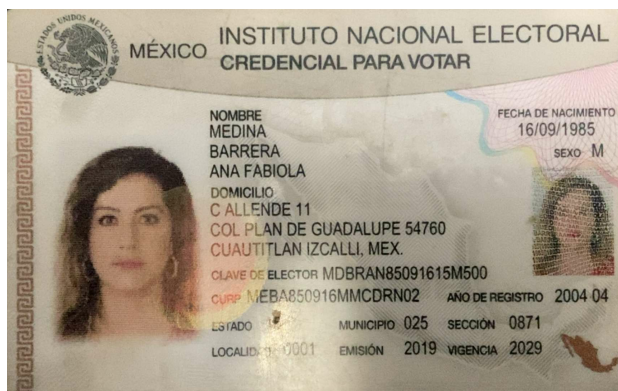 ESTADOS UNIDOS MEXICANOS
MÉXICO INSTITUTO NACIONAL ELECTORAL
CREDENCIAL PARA VOTAR
NOMBRE
MEDINA
BARRERA
ANA FABIOLA
FECHA DE NACIMIENTO
16/09/1985
SEXO M
DOMICILIO
C ALLENDE 11
COL PLAN DE GUADALUPE 54760
CUAUTITLAN IZCALLI, MEX.
CLAVE DE ELECTOR MDBRAN85091615M500
CURP MEBA850916MMCDRN02 AÑO DE REGISTRO 2004 04
ESTADO MUNICIPIO 025 SECCIÓN 0871
0001 EMISIÓN 2019 VIGENCIA 2029